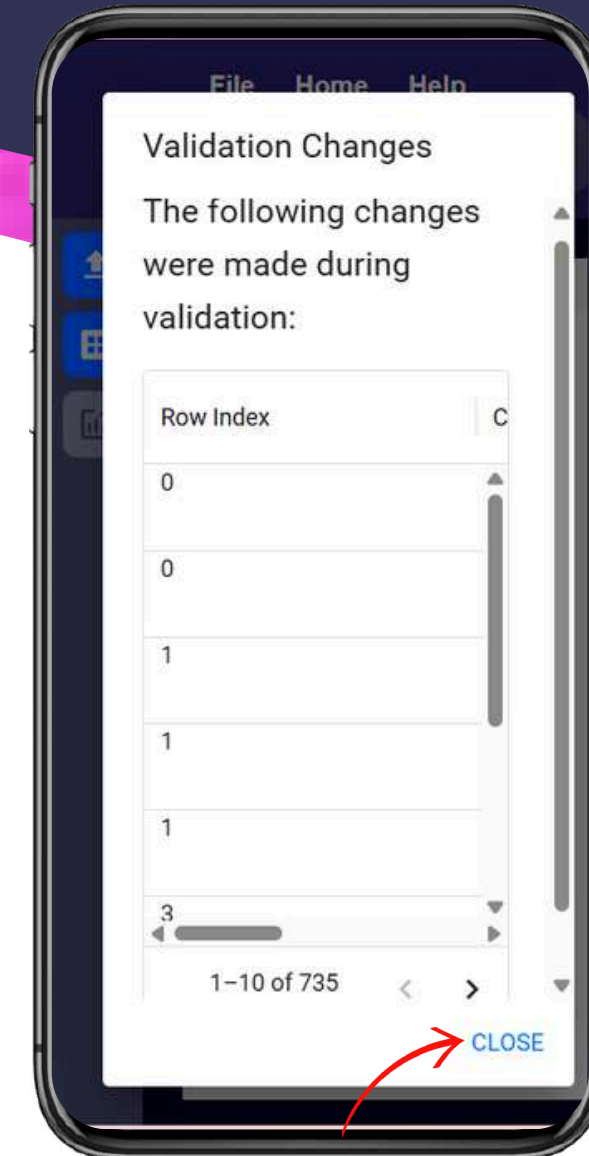 File Home Help
Validation Changes
The following changes
were made during
validation:
Row Index C
0
0
1
1
1
3
1–10 of 735
CLOSE